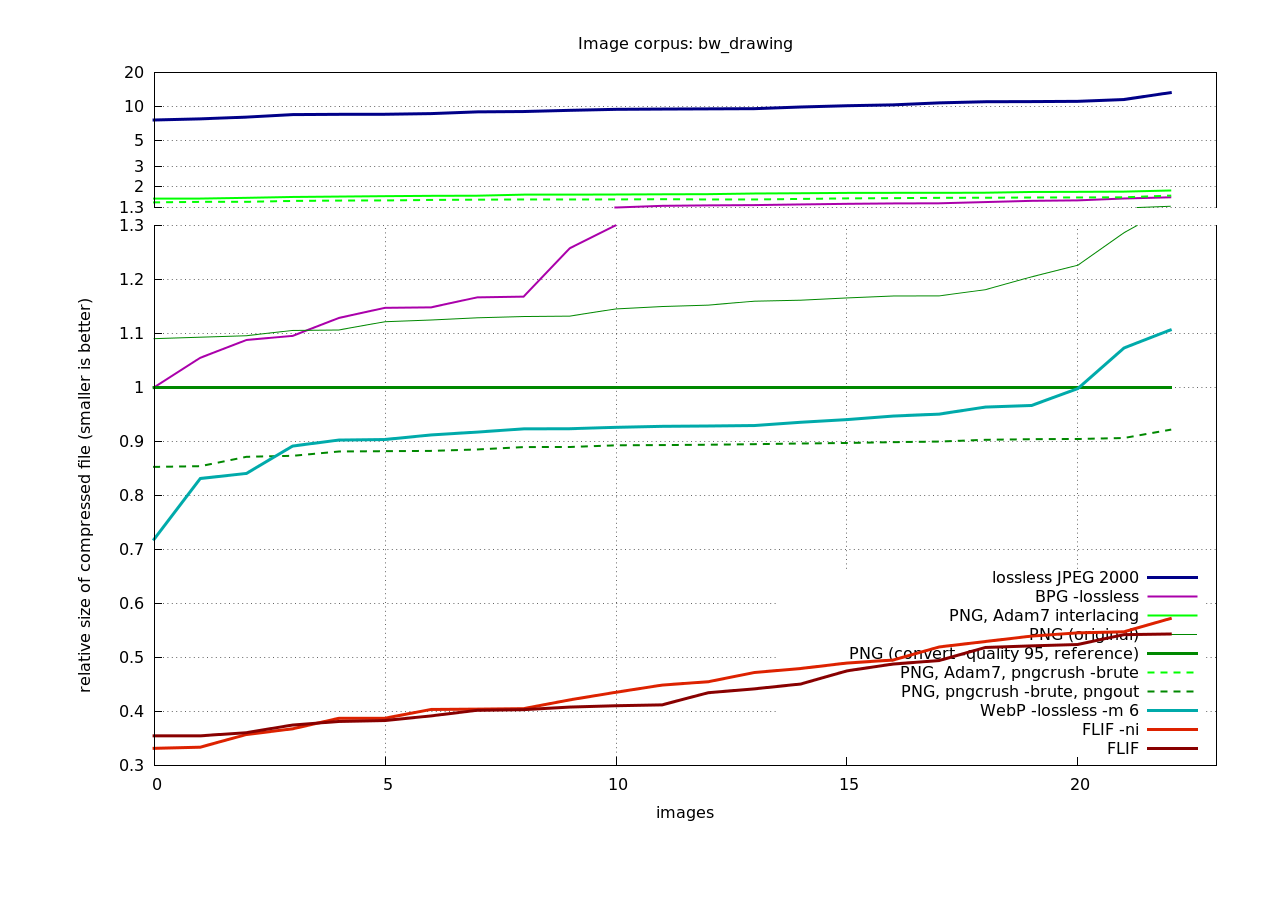 Image corpus: bw_drawing
20
10
5
3
2
1.3
1.3
1.2
1.1
1
0.9
0.8
0.7
0.6
0.5
0.4
0.3
relative size of compressed file (smaller is better)
lossless JPEG 2000
BPG -lossless
PNG, Adam7 interlacing
PNG (original)
PNG (convert -quality 95, reference)
PNG, Adam7, pngcrush -brute
PNG, pngcrush -brute, pngout
WebP -lossless -m 6
FLIF -ni
FLIF
0 5 10 15 20
images